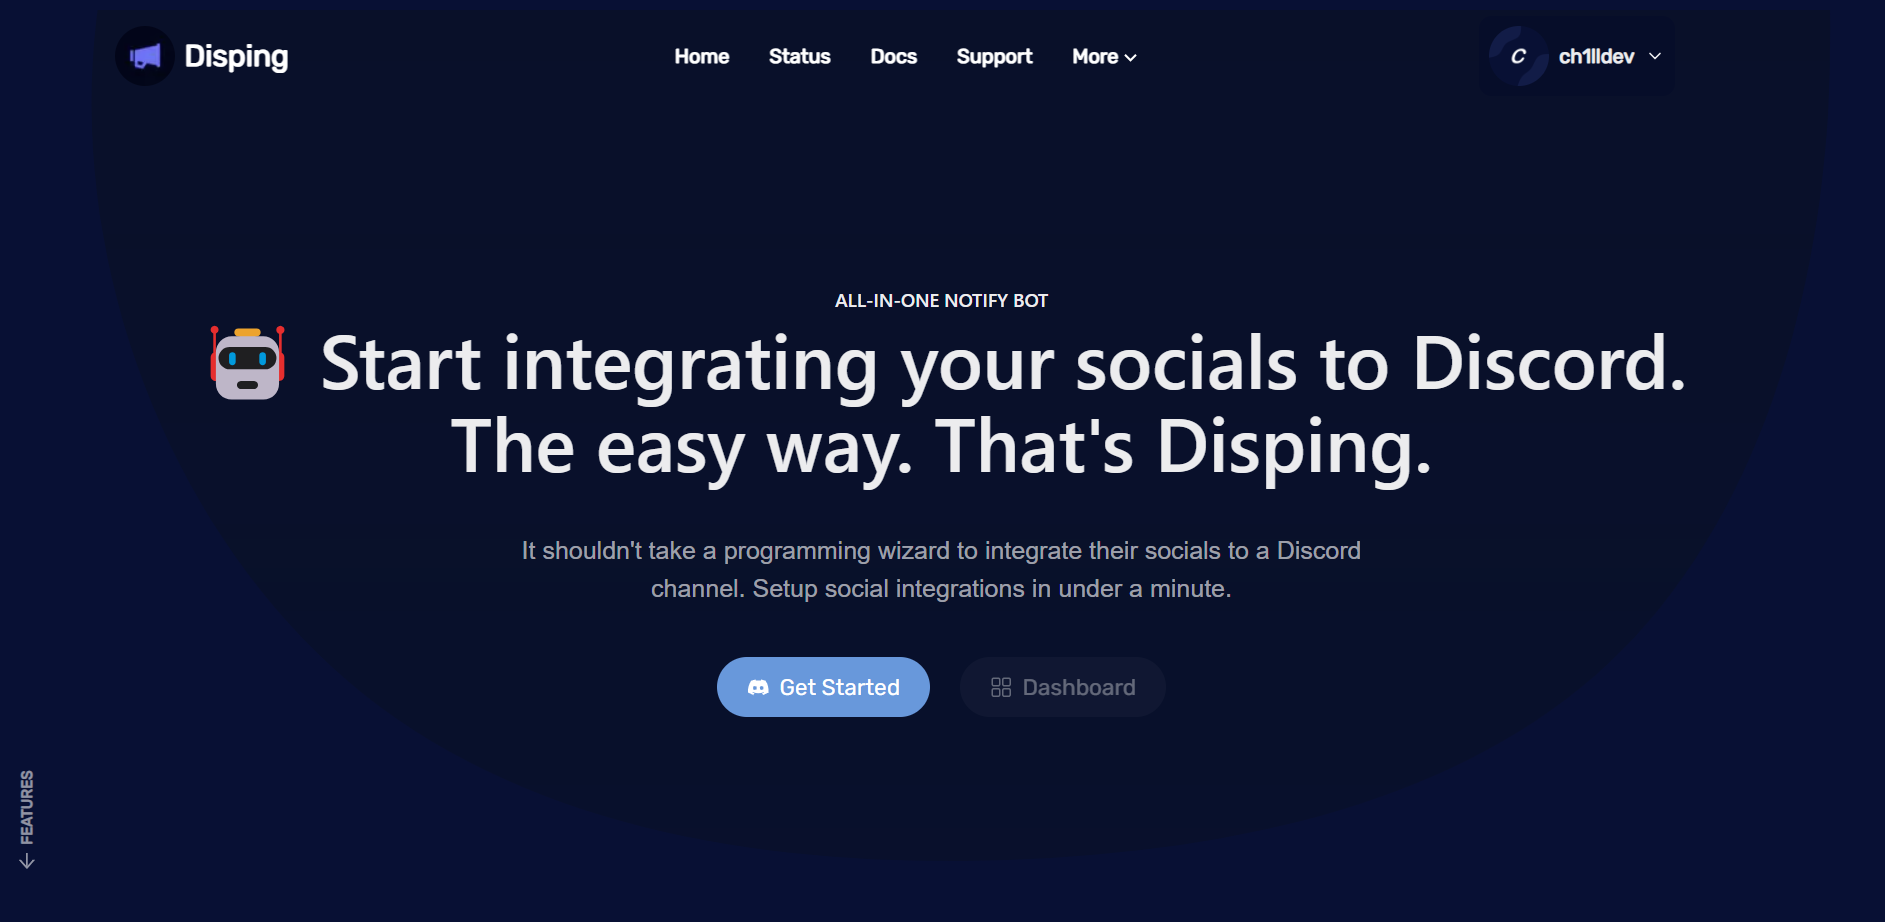 Disping
Home Status Docs Support More
C ch1lldev
ALL-IN-ONE NOTIFY BOT
Start integrating your socials to Discord.
The easy way. That's Disping.
It shouldn't take a programming wizard to integrate their socials to a Discord
channel. Setup social integrations in under a minute.
Get Started Dashboard
FEATURES